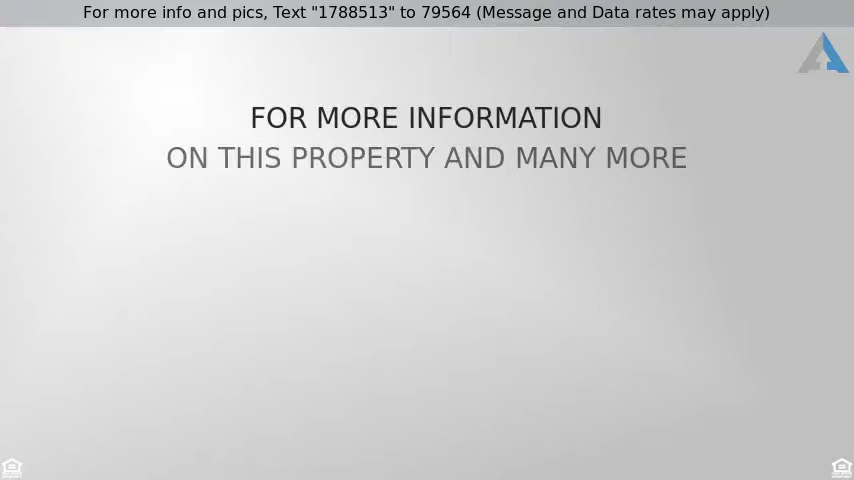 For more info and pics, Text "1788513" to 79564 (Message and Data rates may apply)
FOR MORE INFORMATION
ON THIS PROPERTY AND MANY MORE